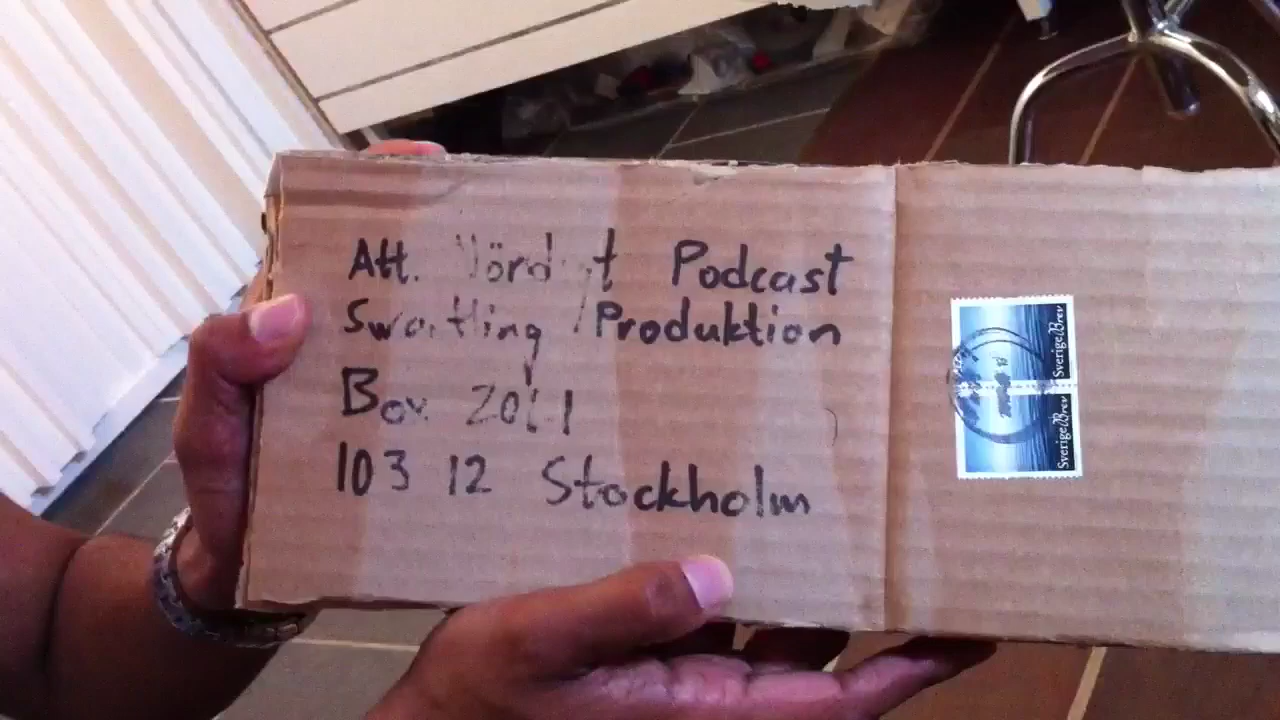 Att. Podcast
Swartling Produktion
Box
103 12 Stockholm
Sverige Brev
Sverige Brev